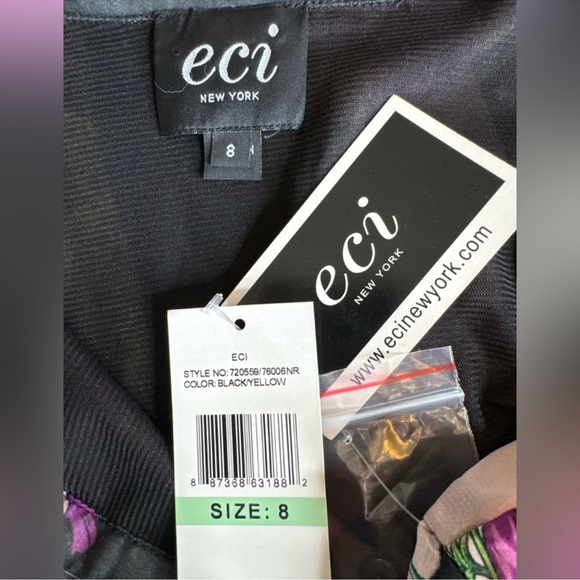 eci
NEW YORK
8
eci
NEW YORK
www.ecinewyork.com
ECI
STYLE NO: 720559/76006NR
COLOR: BLACK/YELLOW
8 87368 63188 2
SIZE: 8